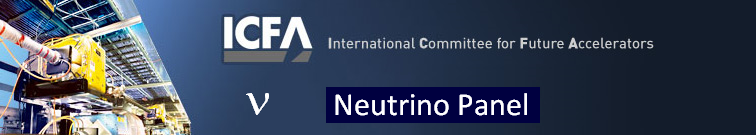 ICFA
International Committee for Future Accelerators
ν Neutrino Panel